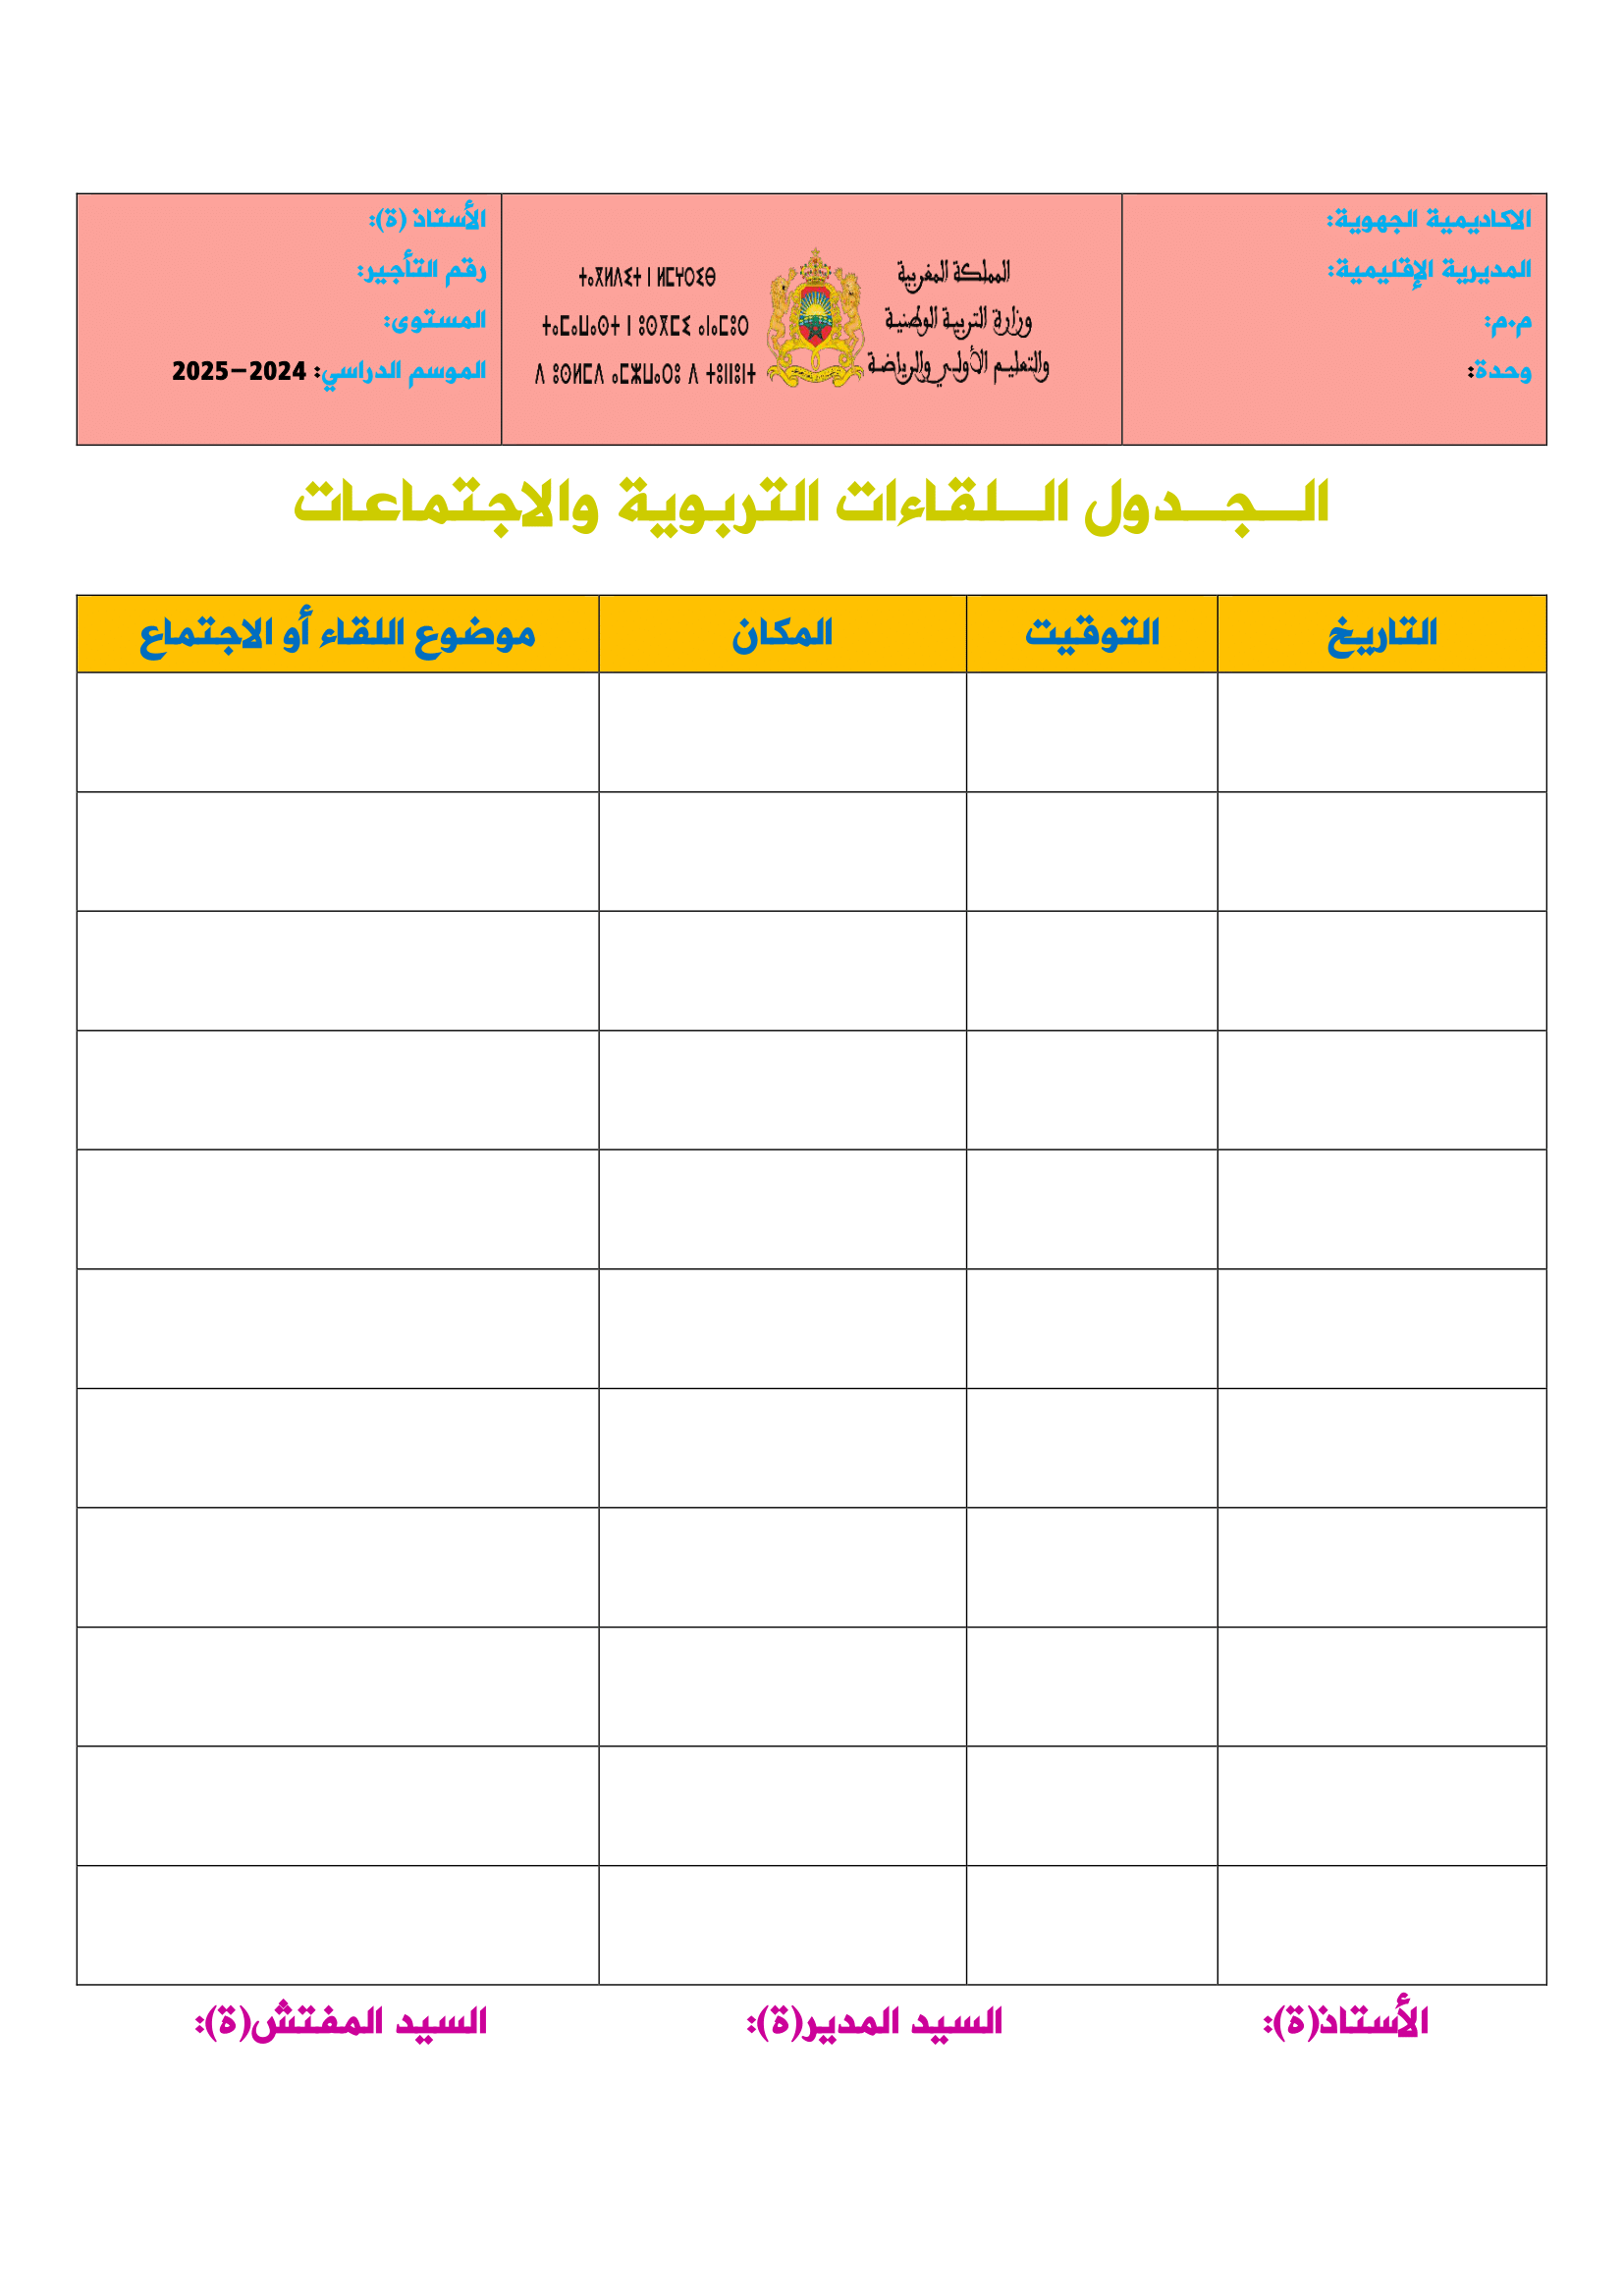 الاكاديمية الجهوية:
المديرية الإقليمية:
م.م:
وحدة:
المملكة المغربية
وزارة التربية الوطنية
والتعليم الأولي والرياضة
ⵜⴰⴳⵍⴷⵉⵜ ⵏ ⵍⵎⵖⵔⵉⴱ
ⵜⴰⵎⴰⵡⴰⵙⵜ ⵏ ⵓⵙⴳⵎⵉ ⴰⵏⴰⵎⵓⵔ
ⴷ ⵓⵙⵍⵎⴷ ⴰⵎⵣⵡⴰⵔⵓ ⴷ ⵜⵓⵏⵏⵓⵏⵜ
الأستاذ (ة):
رقم التأجير:
المستوى:
الموسم الدراسي: 2024-2025
الـــجـــدول الـــلقاءات التربوية والاجتماعات
التاريخ التوقيت المكان موضوع اللقاء أو الاجتماع
الأستاذ(ة): السيد المدير(ة): السيد المفتش(ة):